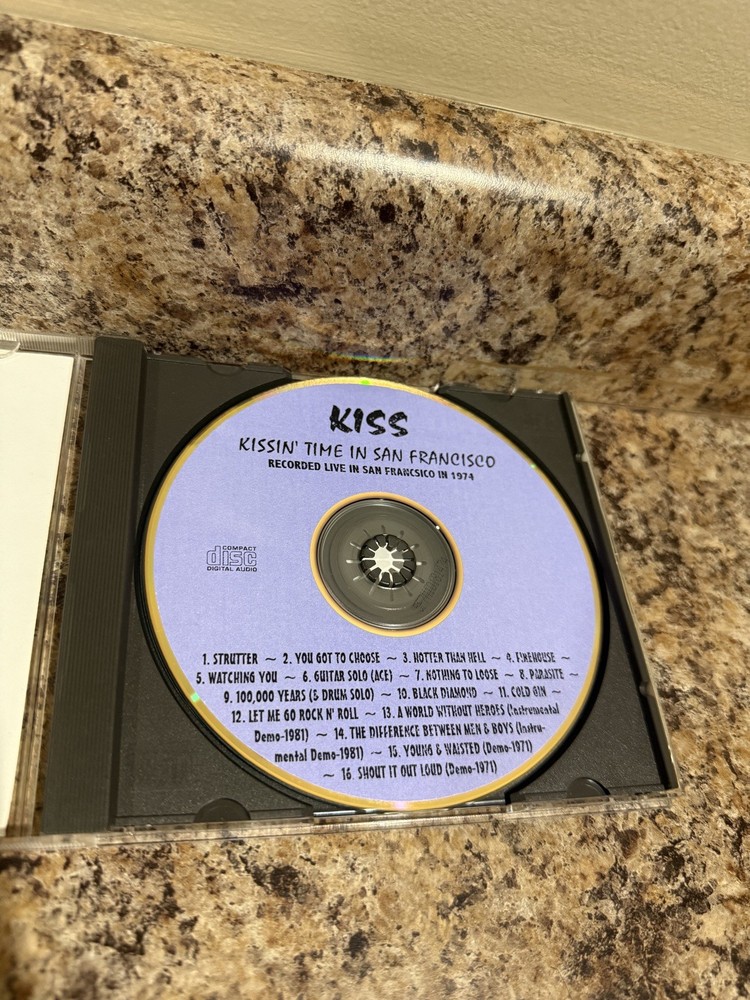 KISS
KISSIN' TIME IN SAN FRANCISCO
RECORDED LIVE IN SAN FRANCSICO IN 1974
COMPACT
disc
DIGITAL AUDIO
1. STRUTTER ~ 2. YOU GOT TO CHOOSE ~ 3. HOTTER THAN HELL ~ 4. FIREHOUSE ~
5. WATCHING YOU ~ 6. GUITAR SOLO (ACE) ~ 7. NOTHING TO LOOSE ~ 8. PARASITE ~
9. 100,000 YEARS (& DRUM SOLO) ~ 10. BLACK DIAMOND ~ 11. COLD GIN ~
12. LET ME GO ROCK N' ROLL ~ 13. A WORLD WITHOUT HEROES (Instrumental
Demo-1981) ~ 14. THE DIFFERENCE BETWEEN MEN & BOYS (Instru-
mental Demo-1981) ~ 15. YOUNG & WAISTED (Demo-1971)
~ 16. SHOUT IT OUT LOUD (Demo-1971)